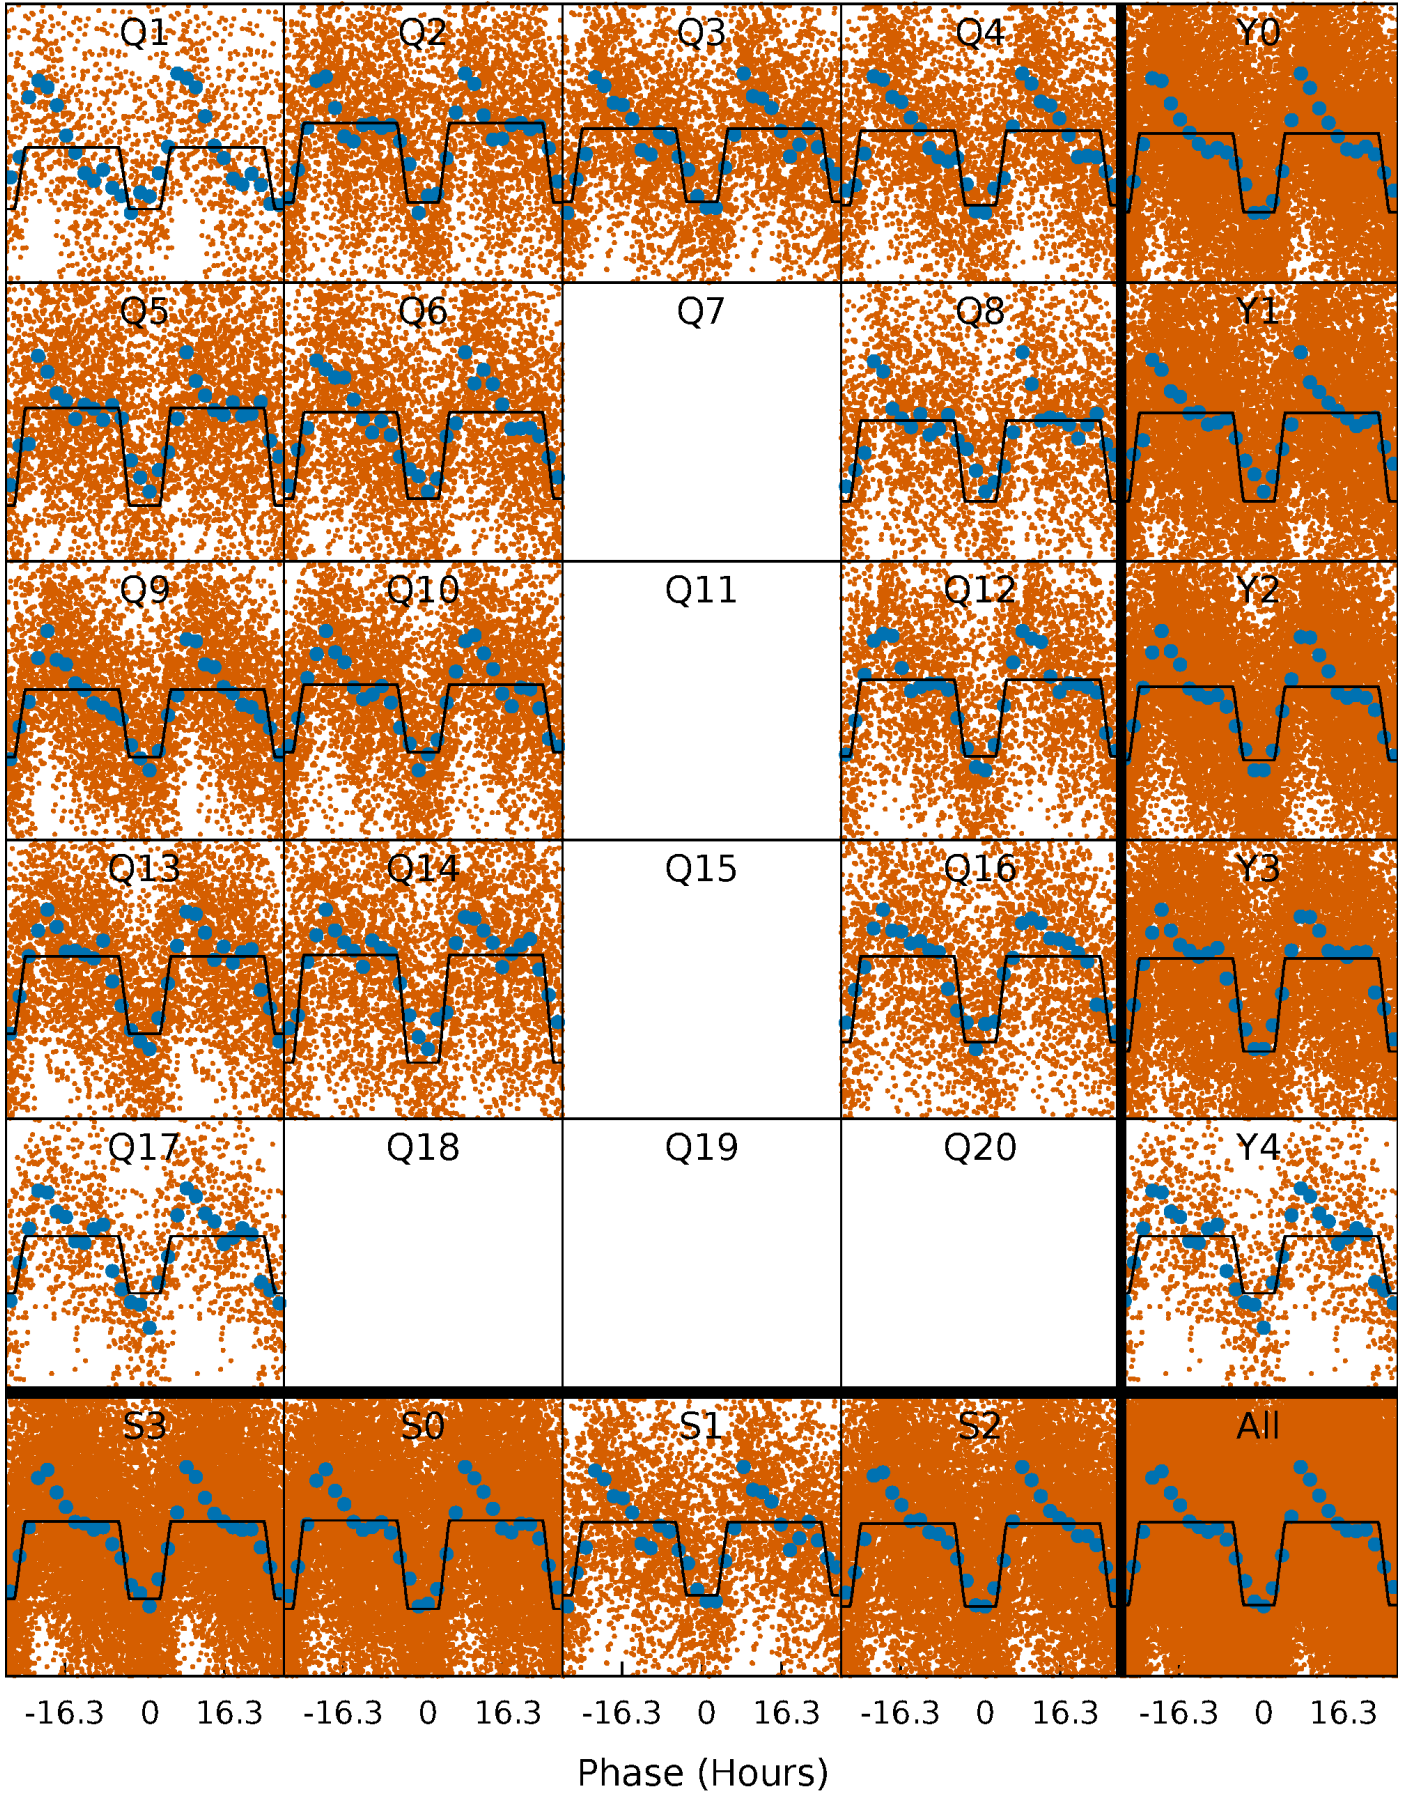 Q1 Q2 Q3 Q4 Y0
Q5 Q6 Q7 Q8 Y1
Q9 Q10 Q11 Q12 Y2
Q13 Q14 Q15 Q16 Y3
Q17 Q18 Q19 Q20 Y4
S3 S0 S1 S2 All
-16.3 0 16.3 -16.3 0 16.3 -16.3 0 16.3 -16.3 0 16.3 -16.3 0 16.3
Phase (Hours)